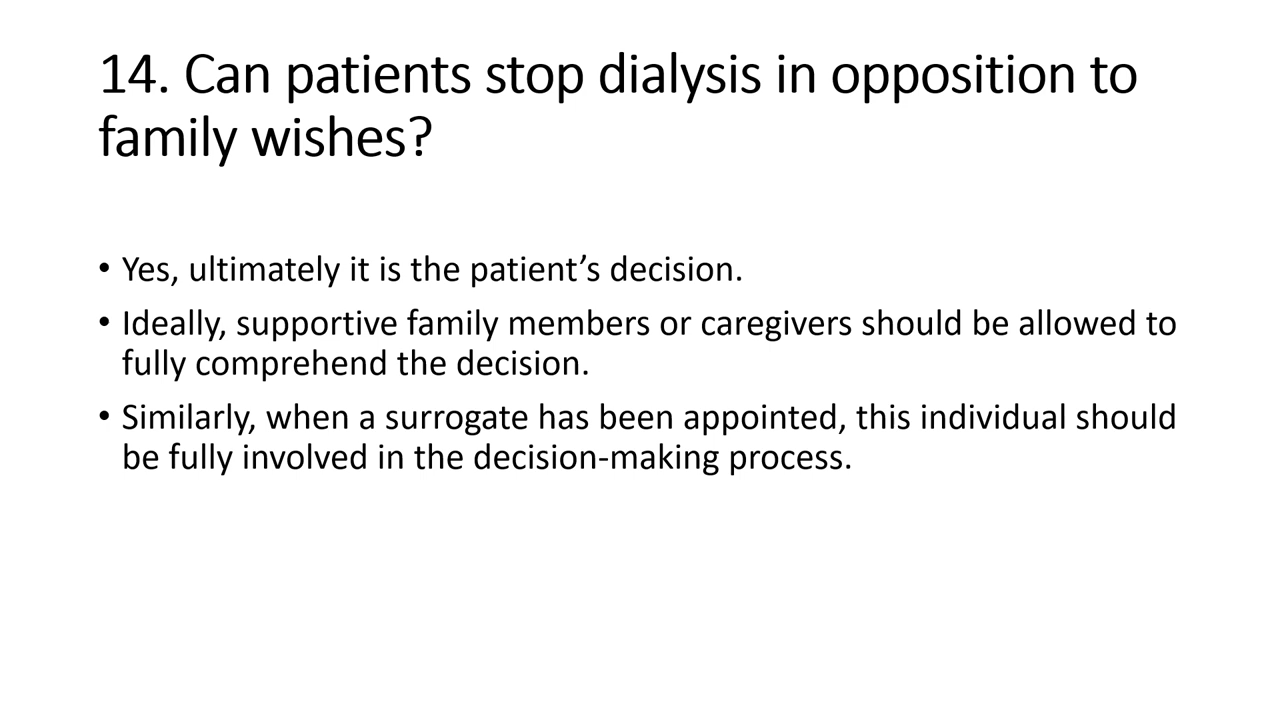 14. Can patients stop dialysis in opposition to
family wishes?
• Yes, ultimately it is the patient’s decision.
• Ideally, supportive family members or caregivers should be allowed to
fully comprehend the decision.
• Similarly, when a surrogate has been appointed, this individual should
be fully involved in the decision-making process.